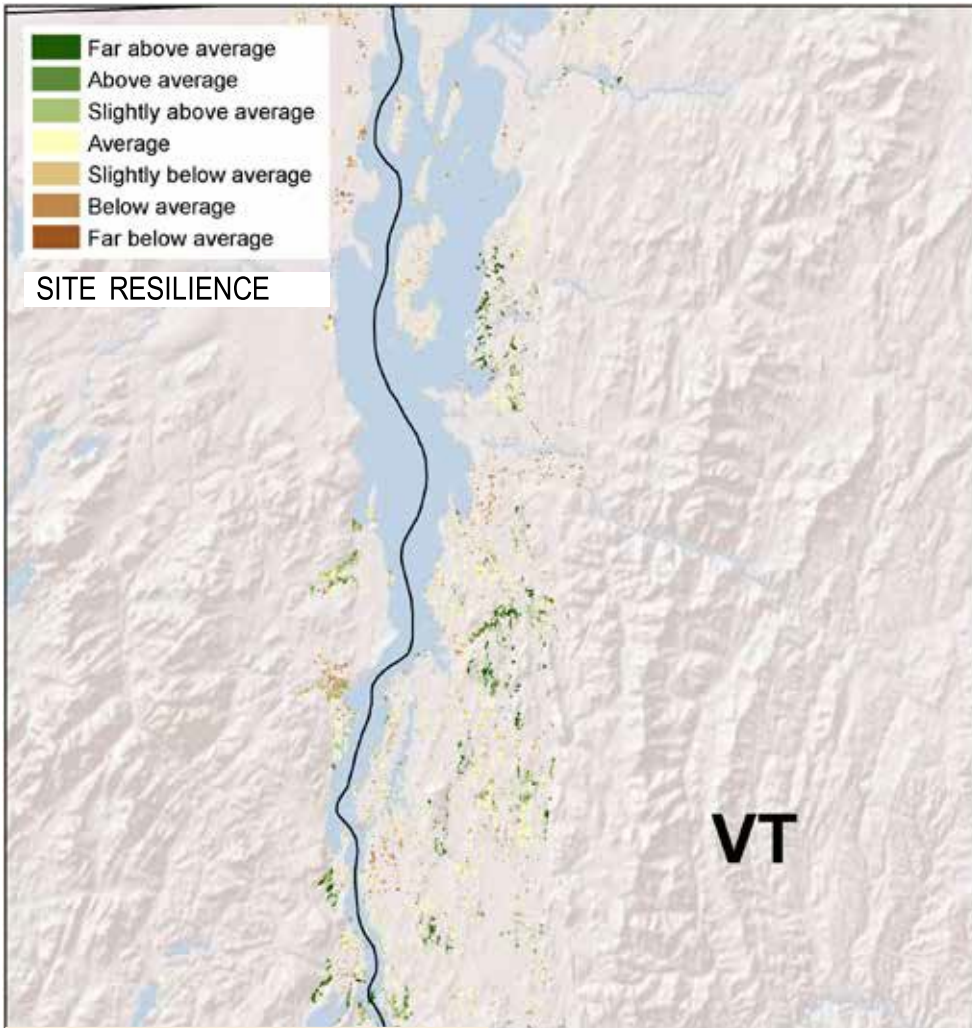 Far above average
Above average
Slightly above average
Average
Slightly below average
Below average
Far below average
SITE RESILIENCE
VT